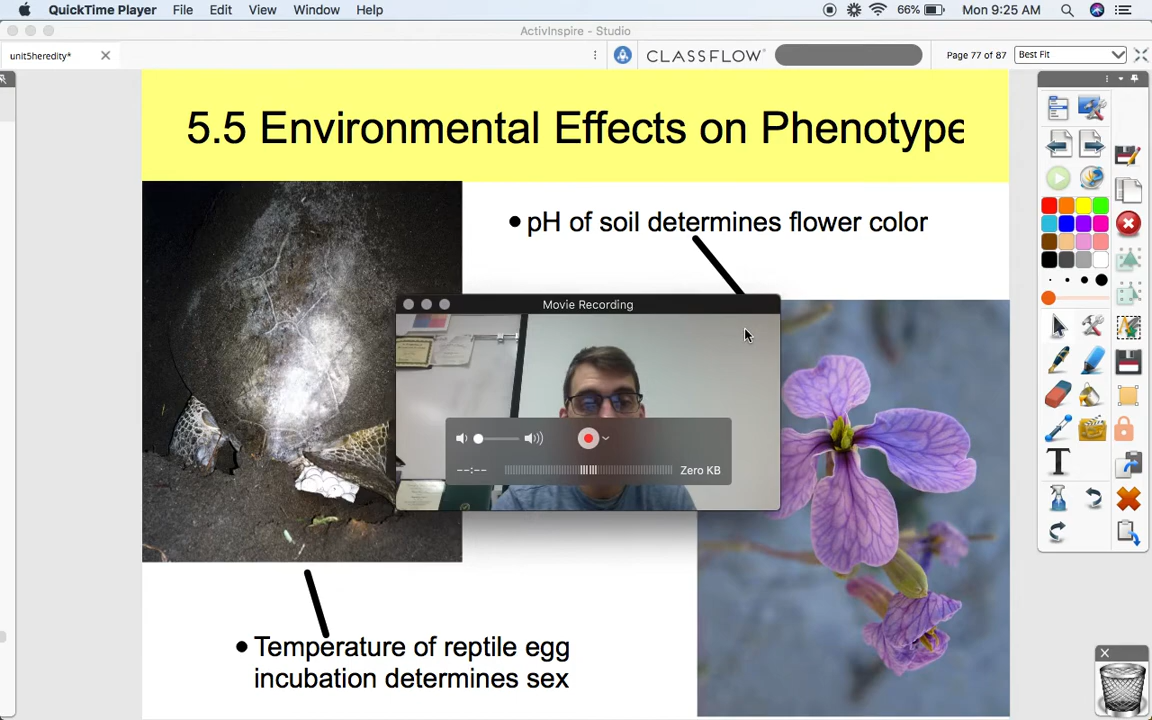 QuickTime Player File Edit View Window Help 66% Mon 9:25 AM
ActivInspire - Studio
unit5heredity*
CLASSFLOW
Page 77 of 87
Best Fit
5.5 Environmental Effects on Phenotype
• pH of soil determines flower color
Movie Recording
--:-- Zero KB
• Temperature of reptile egg
incubation determines sex